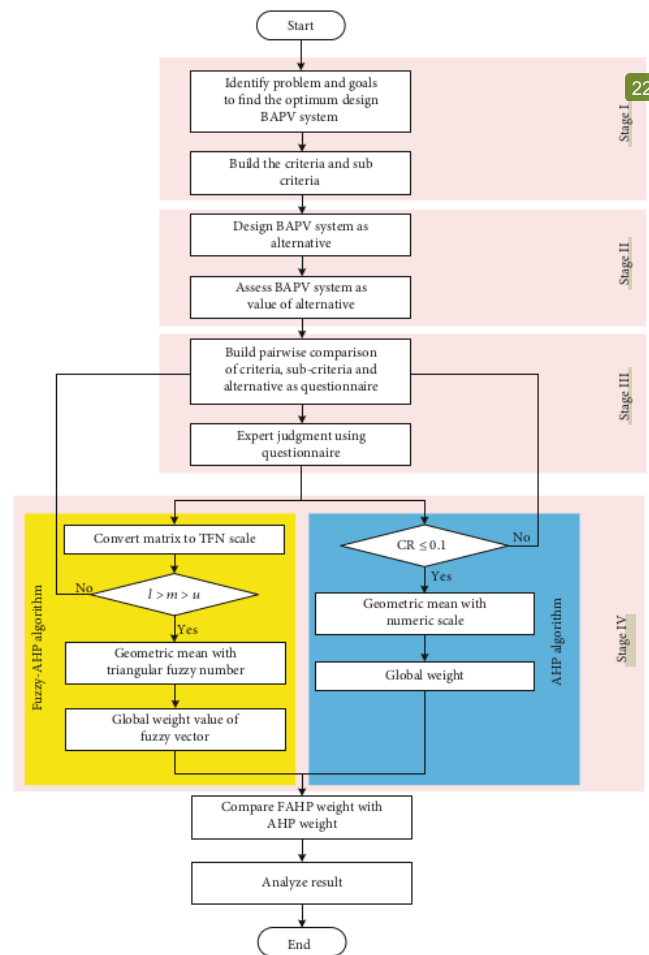 Start
Identify problem and goals
to find the optimum design
BAPV system
22
Stage I
Build the criteria and sub
criteria
Design BAPV system as
alternative
Stage II
Assess BAPV system as
value of alternative
Build pairwise comparison
of criteria, sub-criteria and
alternative as questionnaire
Stage III
Expert judgment using
questionnaire
Convert matrix to TFN scale
CR ≤ 0.1
No
Yes
No
l > m > u
Yes
Geometric mean with
numeric scale
Geometric mean with
triangular fuzzy number
Global weight
Global weight value of
fuzzy vector
Fuzzy-AHP algorithm
AHP algorithm
Stage IV
Compare FAHP weight with
AHP weight
Analyze result
End